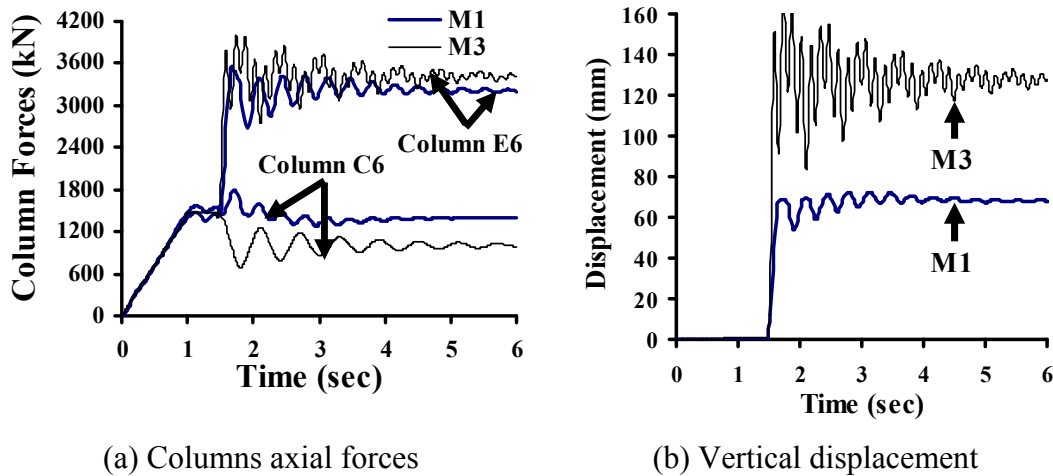 Column Forces (kN)
4200
3600
3000
2400
1800
1200
600
0
M1
M3
Column E6
Column C6
0 1 2 3 4 5 6
Time (sec)
(a) Columns axial forces
Displacement (mm)
160
140
120
100
80
60
40
20
0
M3
M1
0 1 2 3 4 5 6
Time (sec)
(b) Vertical displacement